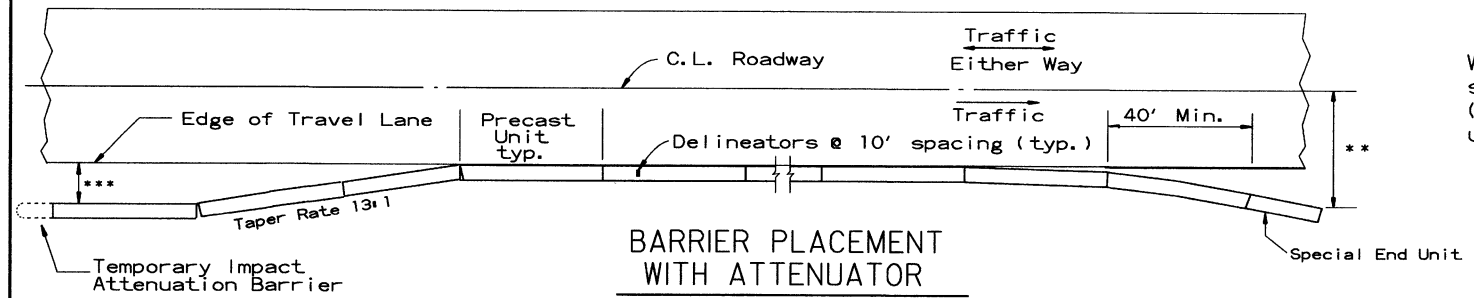 Traffic
Either Way
C.L. Roadway
Traffic
Edge of Travel Lane
Precast
Unit
typ.
Delineators @ 10' spacing (typ.)
40' Min.
**
***
Taper Rate 13:1
BARRIER PLACEMENT
WITH ATTENUATOR
Special End Unit
Temporary Impact
Attenuation Barrier